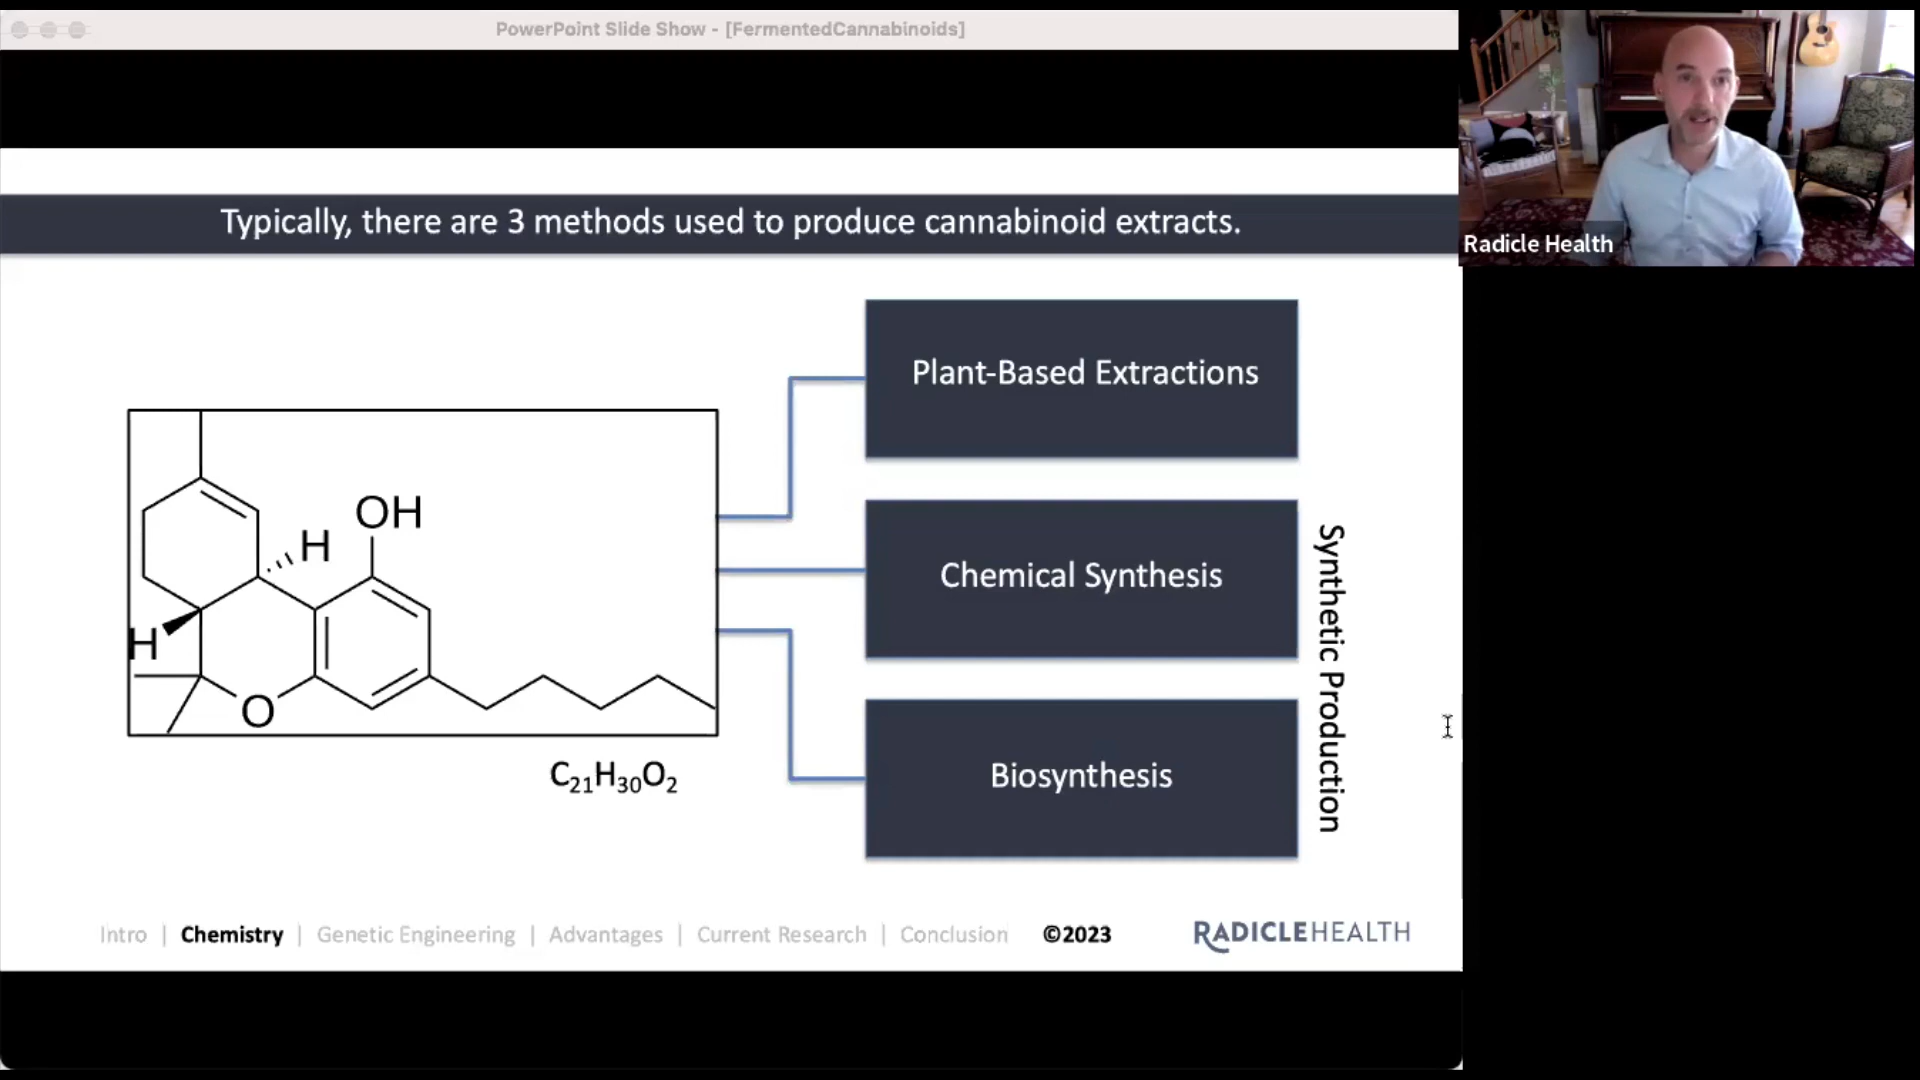 PowerPoint Slide Show - [FermentedCannabinoids]
Radicle Health
Typically, there are 3 methods used to produce cannabinoid extracts.
Plant-Based Extractions
Chemical Synthesis
Biosynthesis
Synthetic Production
OH
H
H
O
C₂₁H₃₀O₂
Intro | Chemistry | Genetic Engineering | Advantages | Current Research | Conclusion ©2023
RADICLEHEALTH